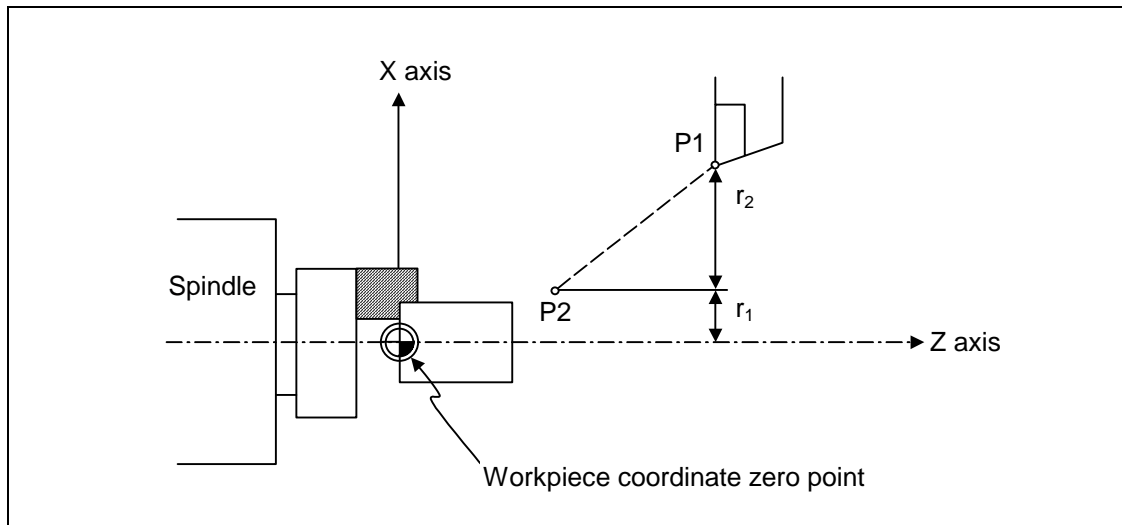 X axis
P1
r2
Spindle
P2
r1
Z axis
Workpiece coordinate zero point